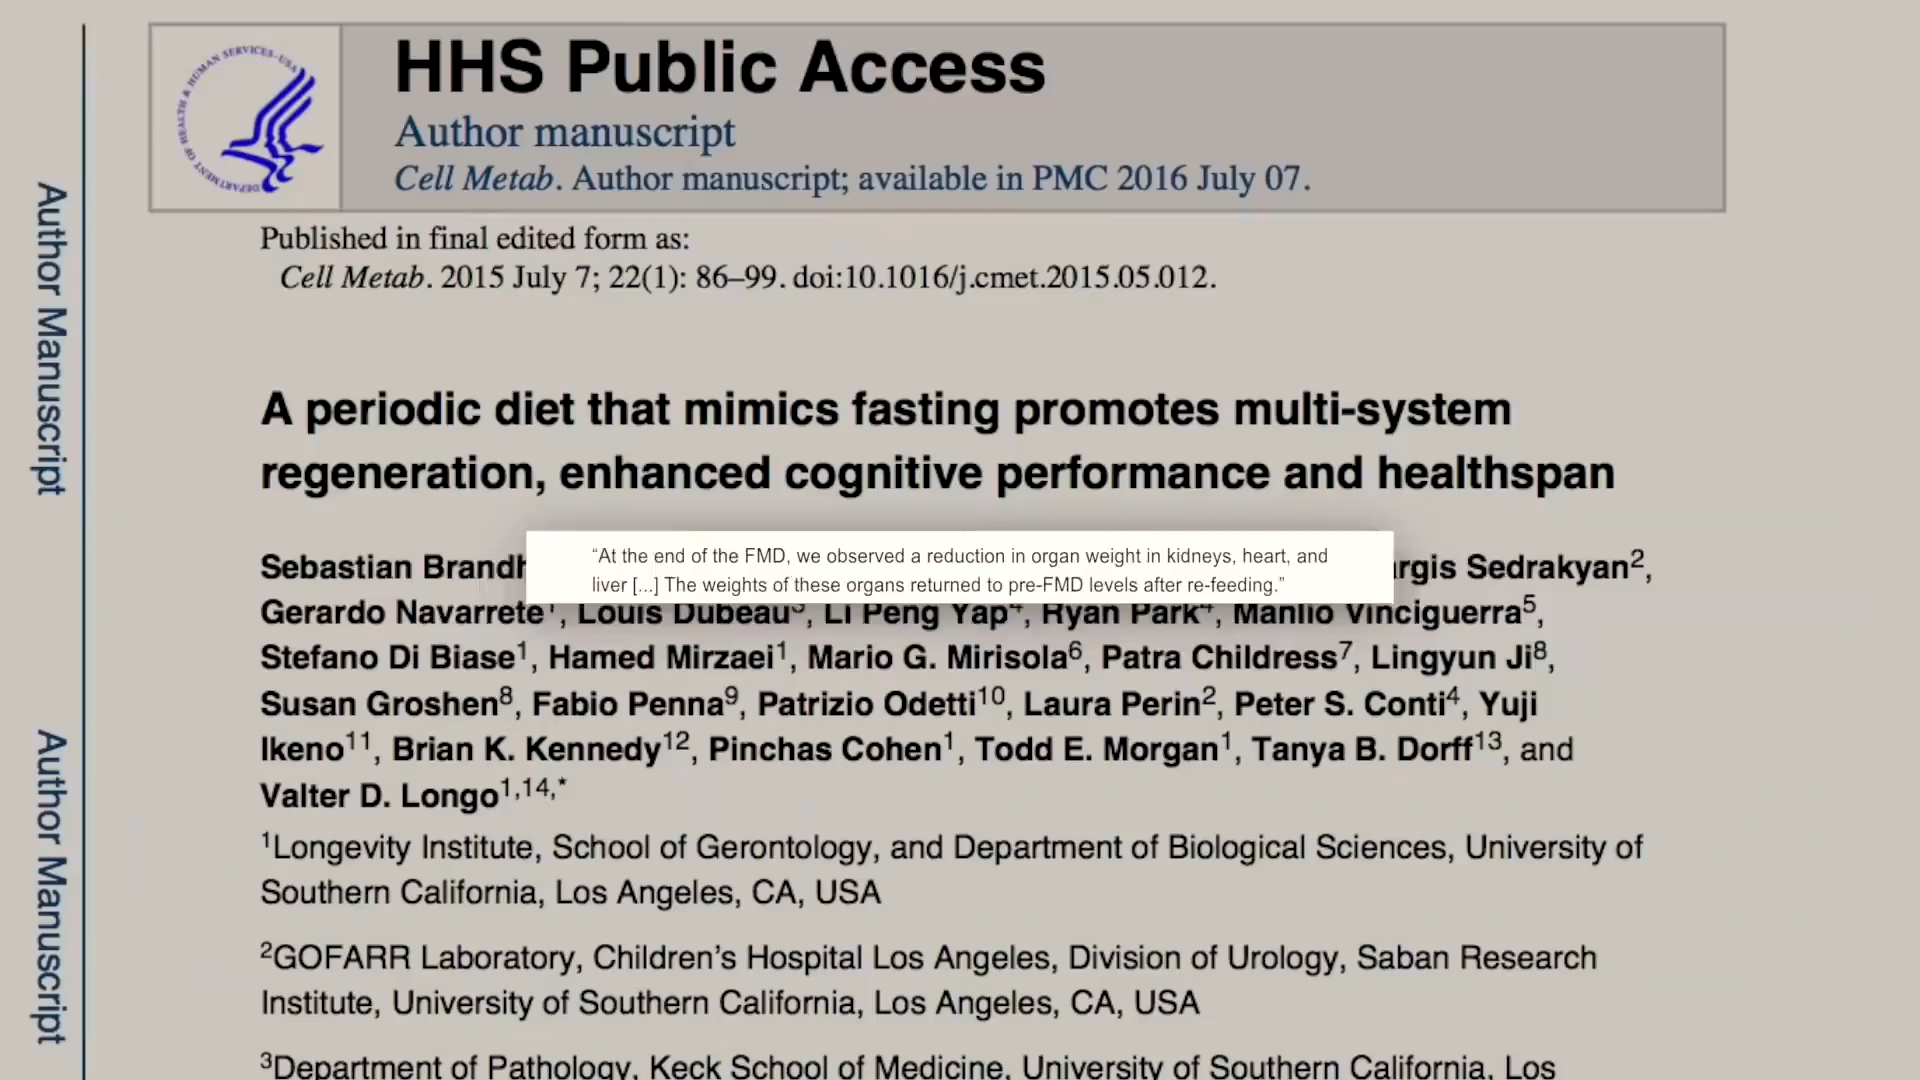 DEPARTMENT OF HEALTH & HUMAN SERVICES-USA
HHS Public Access
Author manuscript
Cell Metab. Author manuscript; available in PMC 2016 July 07.
Published in final edited form as:
Cell Metab. 2015 July 7; 22(1): 86–99. doi:10.1016/j.cmet.2015.05.012.
A periodic diet that mimics fasting promotes multi-system
regeneration, enhanced cognitive performance and healthspan
“At the end of the FMD, we observed a reduction in organ weight in kidneys, heart, and
liver [...] The weights of these organs returned to pre-FMD levels after re-feeding.”
Sebastian Sedrakyan2,
Gerardo Navarrete1, Louis Dubeau3, Li Peng Yap4, Ryan Park4, Manlio Vinciguerra5,
Stefano Di Biase1, Hamed Mirzaei1, Mario G. Mirisola6, Patra Childress7, Lingyun Ji8,
Susan Groshen8, Fabio Penna9, Patrizio Odetti10, Laura Perin2, Peter S. Conti4, Yuji
Ikeno11, Brian K. Kennedy12, Pinchas Cohen1, Todd E. Morgan1, Tanya B. Dorff13, and
Valter D. Longo1,14,*
1Longevity Institute, School of Gerontology, and Department of Biological Sciences, University of
Southern California, Los Angeles, CA, USA
2GOFARR Laboratory, Children’s Hospital Los Angeles, Division of Urology, Saban Research
Institute, University of Southern California, Los Angeles, CA, USA
3Department of Pathology, Keck School of Medicine, University of Southern California, Los
Author Manuscript
Author Manuscript